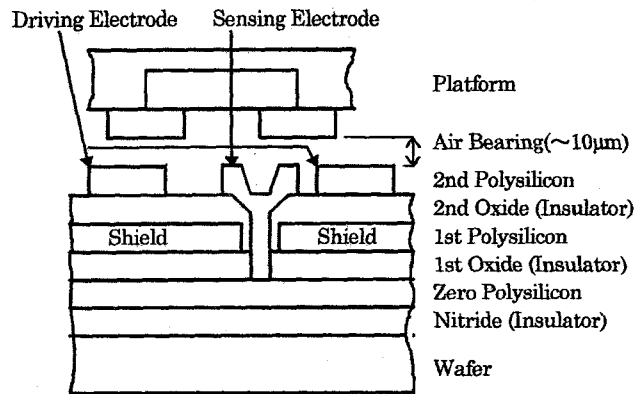 Driving Electrode
Sensing Electrode
Platform
Air Bearing(~10μm)
2nd Polysilicon
2nd Oxide (Insulator)
Shield
Shield
1st Polysilicon
1st Oxide (Insulator)
Zero Polysilicon
Nitride (Insulator)
Wafer